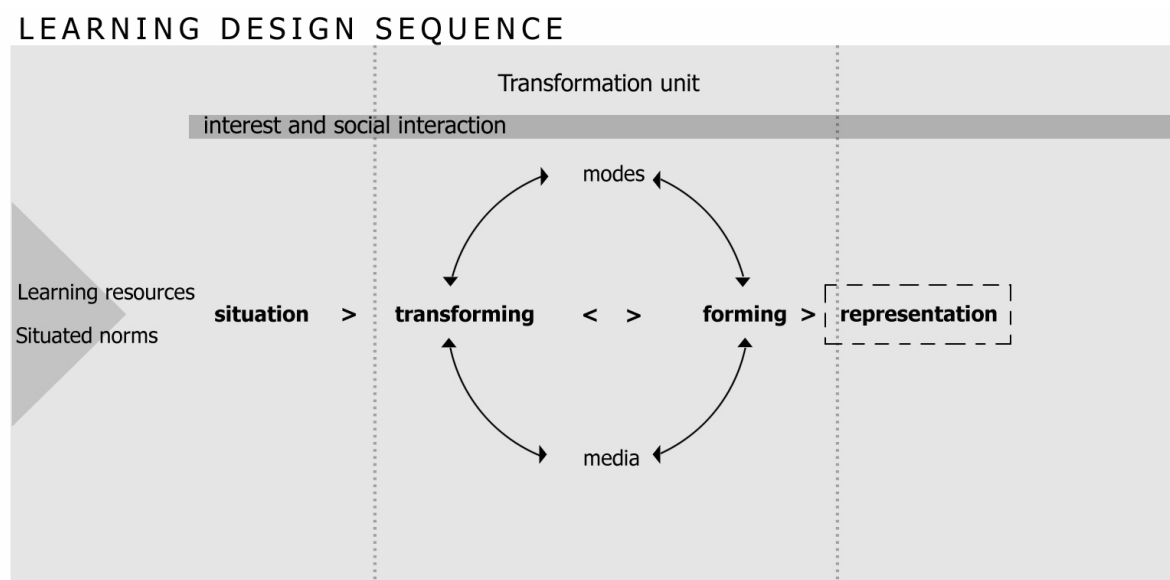 LEARNING DESIGN SEQUENCE
Transformation unit
interest and social interaction
modes
Learning resources
situation > transforming < > forming > representation
Situated norms
media